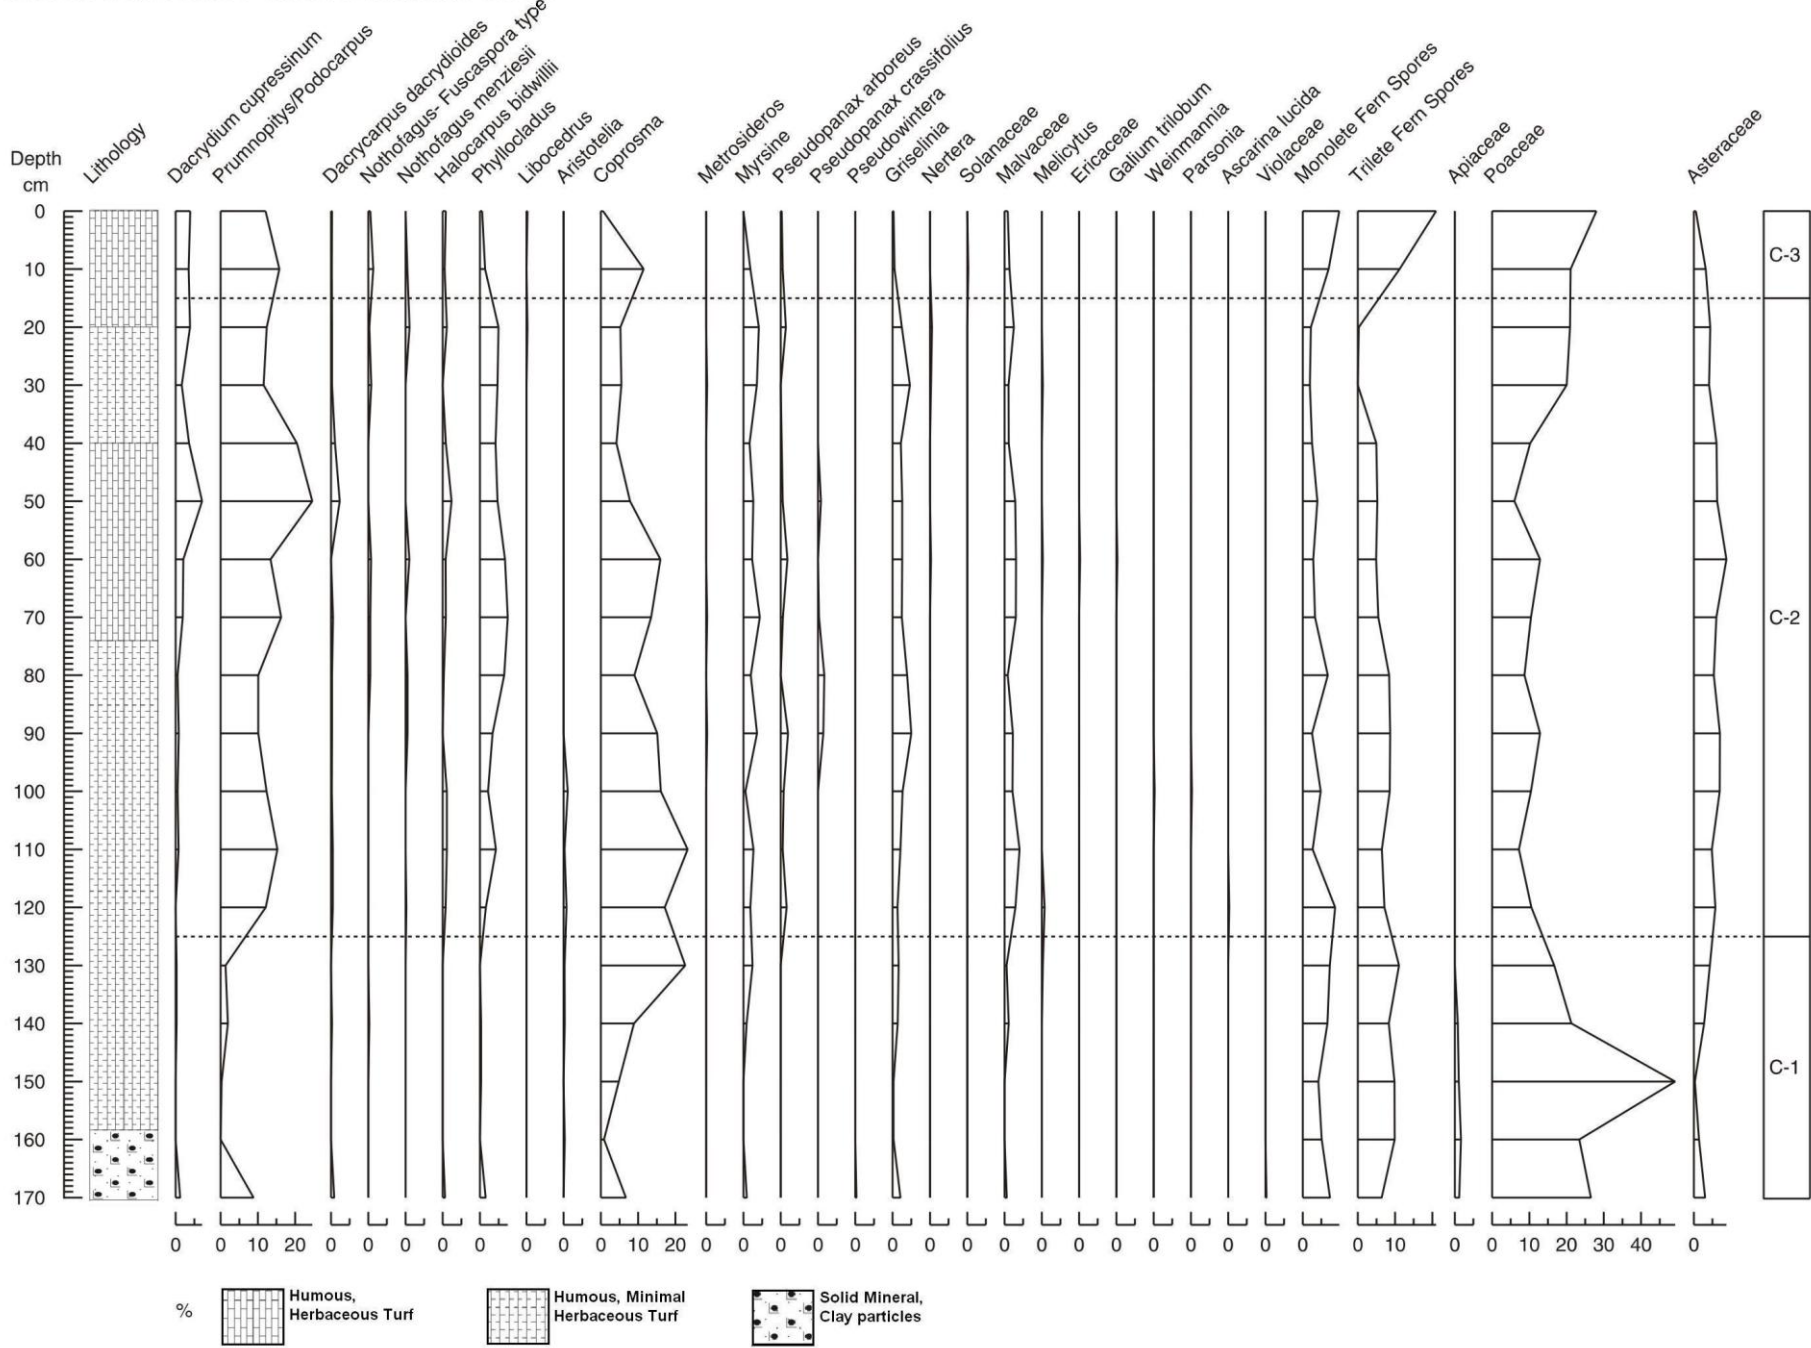 Depth
cm
Lithology
Dacrydium cupressinum
Prumnopitys/Podocarpus
Dacrycarpus dacrydioides
Nothofagus- Fuscaspora type
Nothofagus menziesii
Halocarpus bidwillii
Phyllocladus
Libocedrus
Aristotelia
Coprosma
Metrosideros
Myrsine
Pseudopanax arboreus
Pseudopanax crassifolius
Pseudowintera
Griselinia
Nertera
Solanaceae
Malvaceae
Melicytus
Ericaceae
Galium trilobum
Weinmannia
Parsonia
Ascarina lucida
Violaceae
Monolete Fern Spores
Trilete Fern Spores
Apiaceae
Poaceae
Asteraceae
0
10
20
30
40
50
60
70
80
90
100
110
120
130
140
150
160
170
C-3
C-2
C-1
0 0 10 20 0 0 0 0 0 0 0 0 10 20 0 0 0 0 0 0 0 0 0 0 0 0 0 0 0 0 0 0 10 0 0 10 20 30 40 0
%
Humous,
Herbaceous Turf
Humous, Minimal
Herbaceous Turf
Solid Mineral,
Clay particles